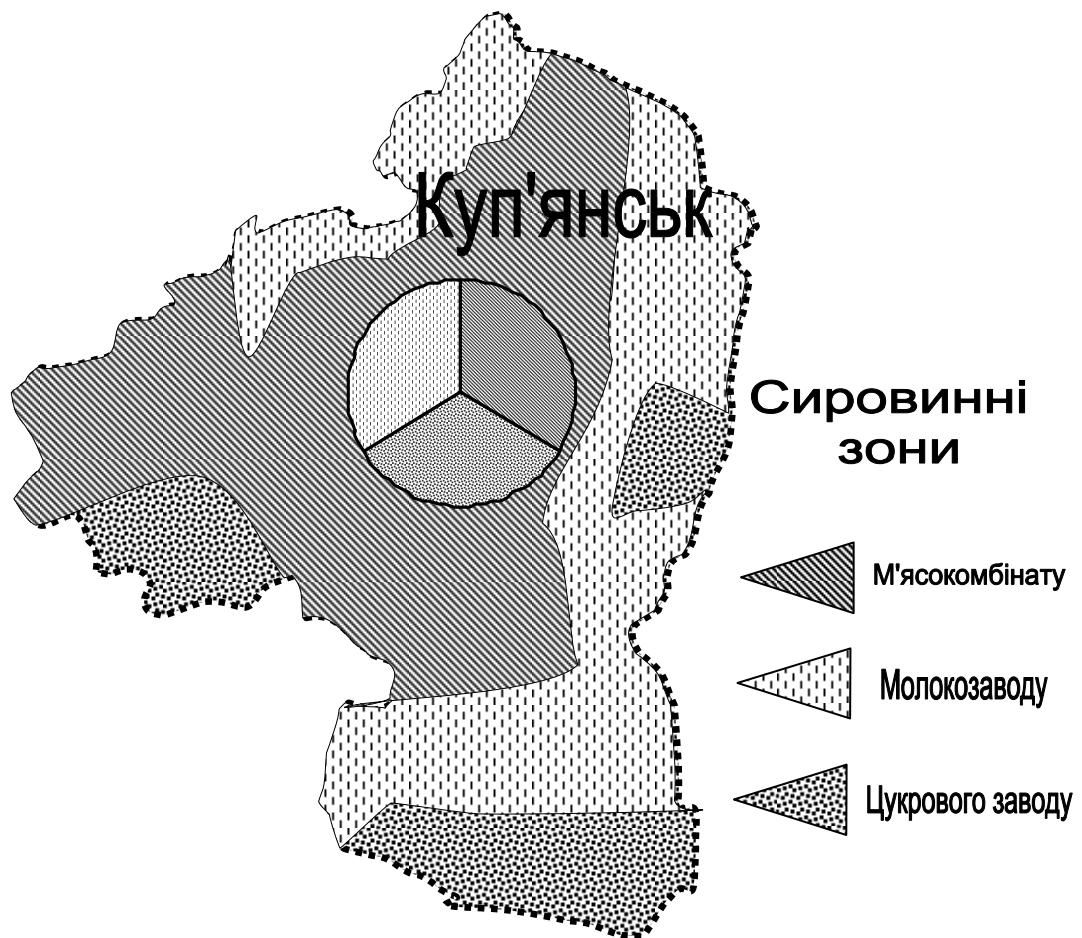 Куп'янськ
Сировинні
зони
М'ясокомбінату
Молокозаводу
Цукрового заводу